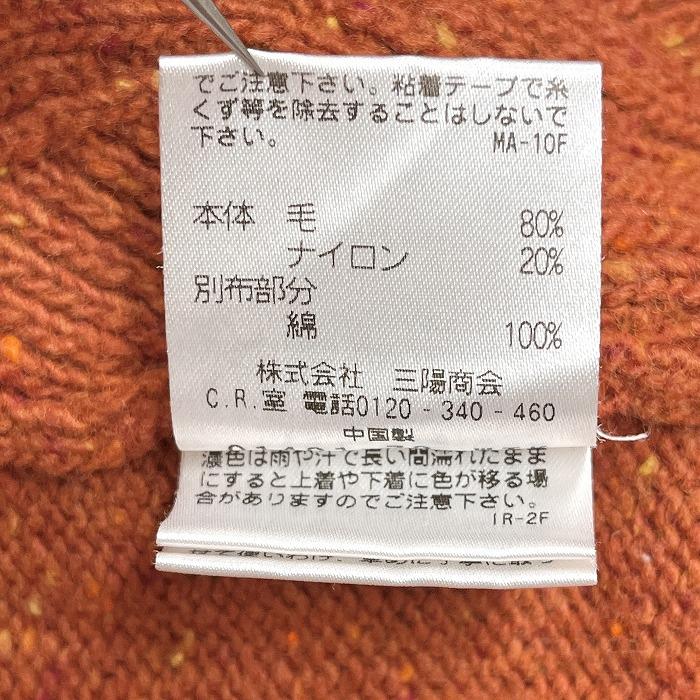 でご注意下さい。粘着テープで糸
くず等を除去することはしないで
下さい。
MA-10F
本体 毛 80%
ナイロン 20%
別布部分
綿 100%
株式会社 三陽商会
C.R.室 電話0120-340-460
中国製
濃色は雨や汗で長い間濡れたまま
にすると上着や下着に色が移る場
合がありますのでご注意下さい。
IR-2F